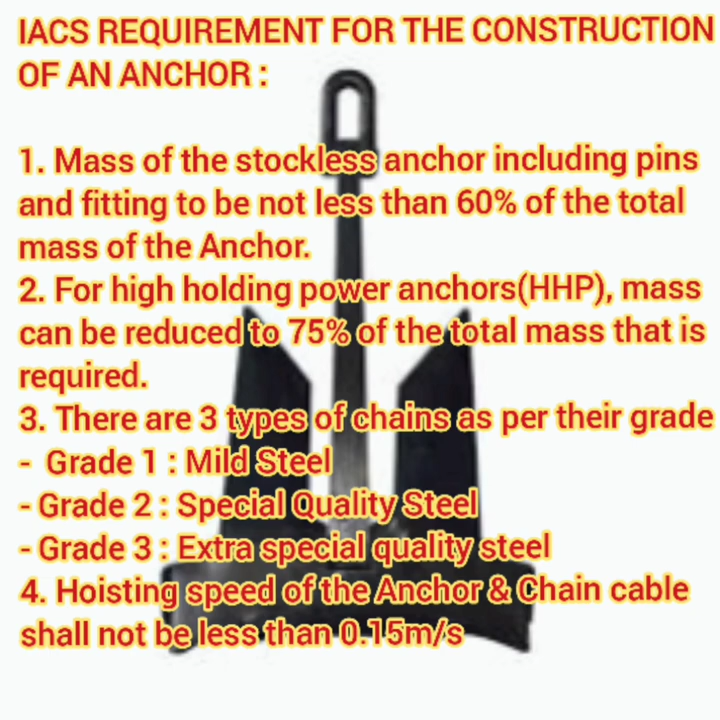 IACS REQUIREMENT FOR THE CONSTRUCTION
OF AN ANCHOR :
1. Mass of the stockless anchor including pins
and fitting to be not less than 60% of the total
mass of the Anchor.
2. For high holding power anchors(HHP), mass
can be reduced to 75% of the total mass that is
required.
3. There are 3 types of chains as per their grade
- Grade 1 : Mild Steel
- Grade 2 : Special Quality Steel
- Grade 3 : Extra special quality steel
4. Hoisting speed of the Anchor & Chain cable
shall not be less than 0.15m/s